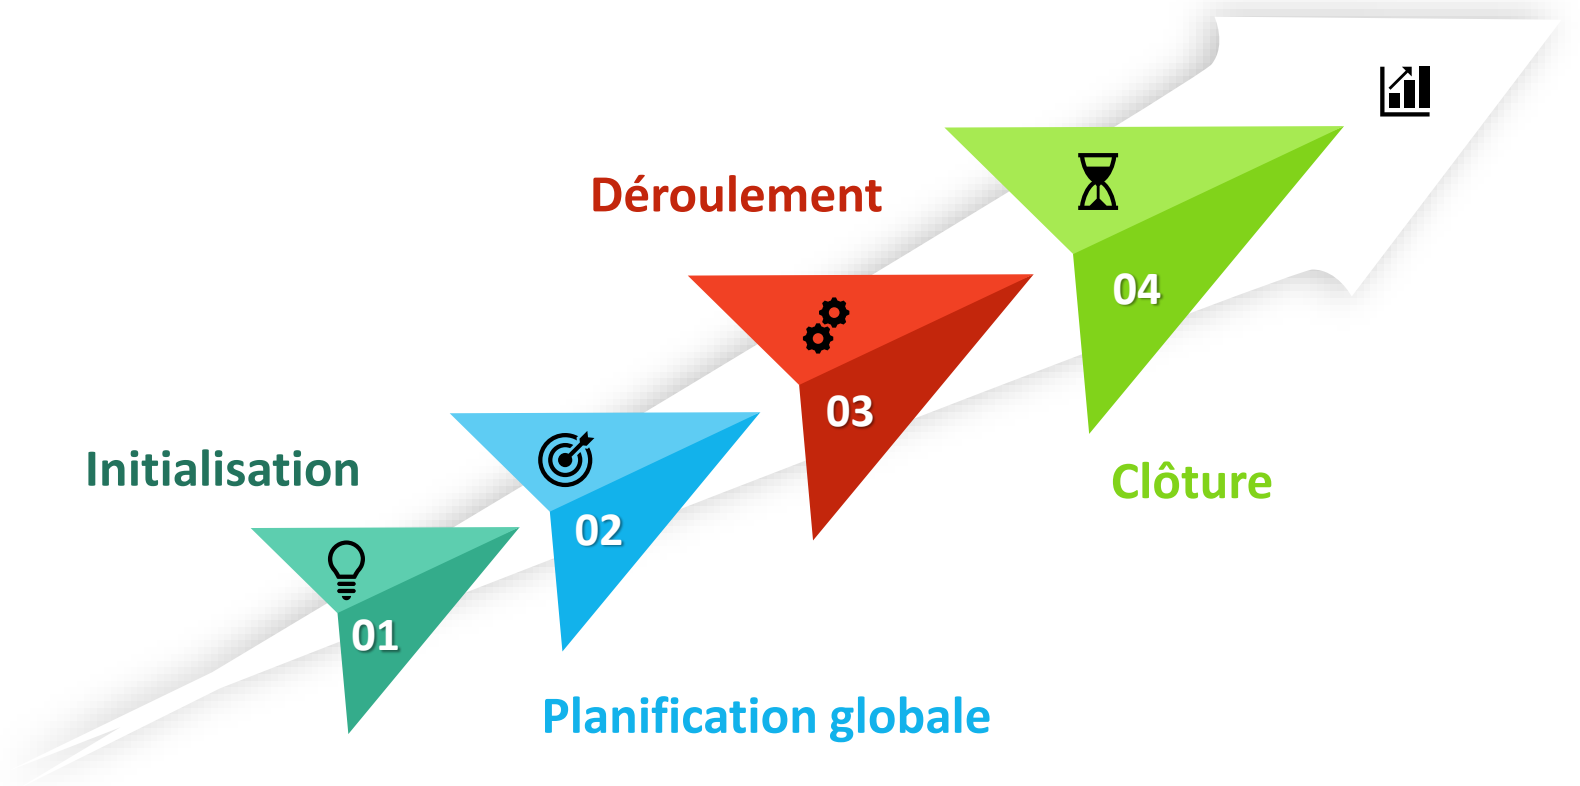 Initialisation
01
02
Planification globale
Déroulement
03
04
Clôture